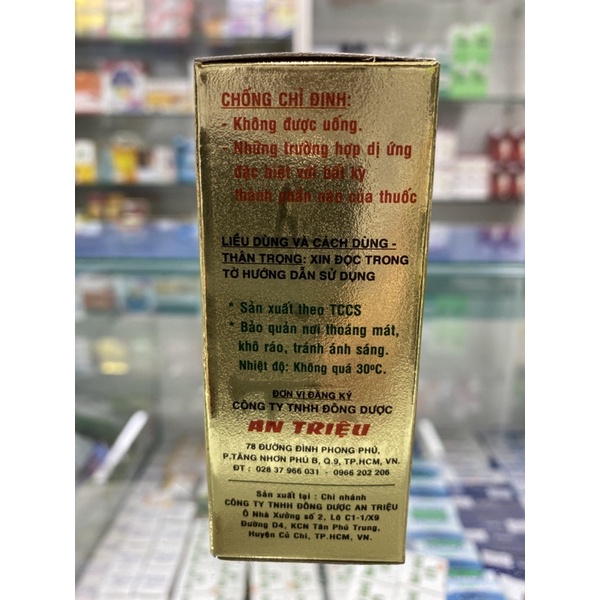 CHỐNG CHỈ ĐỊNH:
- Không được uống.
- Những trường hợp dị ứng
đặc biệt với bất kỳ
thành phần nào của thuốc
LIỀU DÙNG VÀ CÁCH DÙNG -
THẬN TRỌNG: XIN ĐỌC TRONG
TỜ HƯỚNG DẪN SỬ DỤNG
* Sản xuất theo TCCS
* Bảo quản nơi thoáng mát,
khô ráo, tránh ánh sáng.
Nhiệt độ: Không quá 30ºC.
ĐƠN VỊ ĐĂNG KÝ
CÔNG TY TNHH ĐÔNG DƯỢC
AN TRIỆU
78 ĐƯỜNG ĐÌNH PHONG PHÚ,
P.TĂNG NHƠN PHÚ B, Q.9, TP.HCM, VN.
ĐT : 028 37 966 031 - 0966 202 206
Sản xuất tại : Chi nhánh
CÔNG TY TNHH ĐÔNG DƯỢC AN TRIỆU
Ô Nhà Xưởng số 2, Lô C1-1/X9
Đường D4, KCN Tân Phú Trung,
Huyện Củ Chi, TP.HCM, VN.